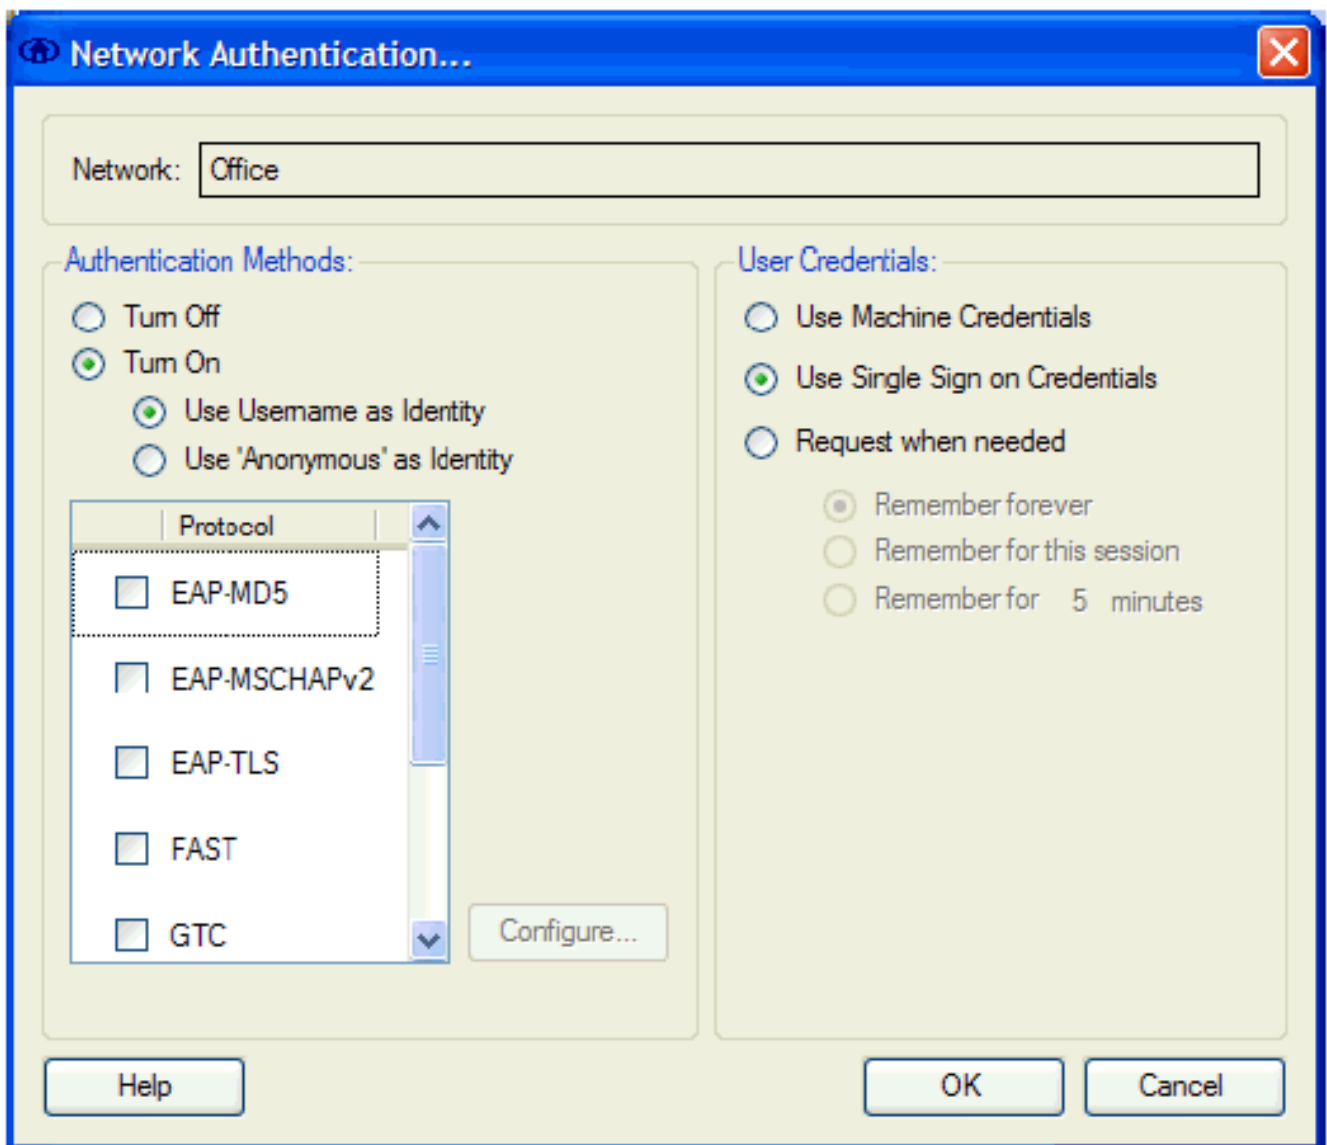 Network Authentication...
Network: Office
Authentication Methods:
Turn Off
Turn On
Use Username as Identity
Use 'Anonymous' as Identity
Protocol
EAP-MD5
EAP-MSCHAPv2
EAP-TLS
FAST
GTC
Configure...
User Credentials:
Use Machine Credentials
Use Single Sign on Credentials
Request when needed
Remember forever
Remember for this session
Remember for 5 minutes
Help
OK
Cancel